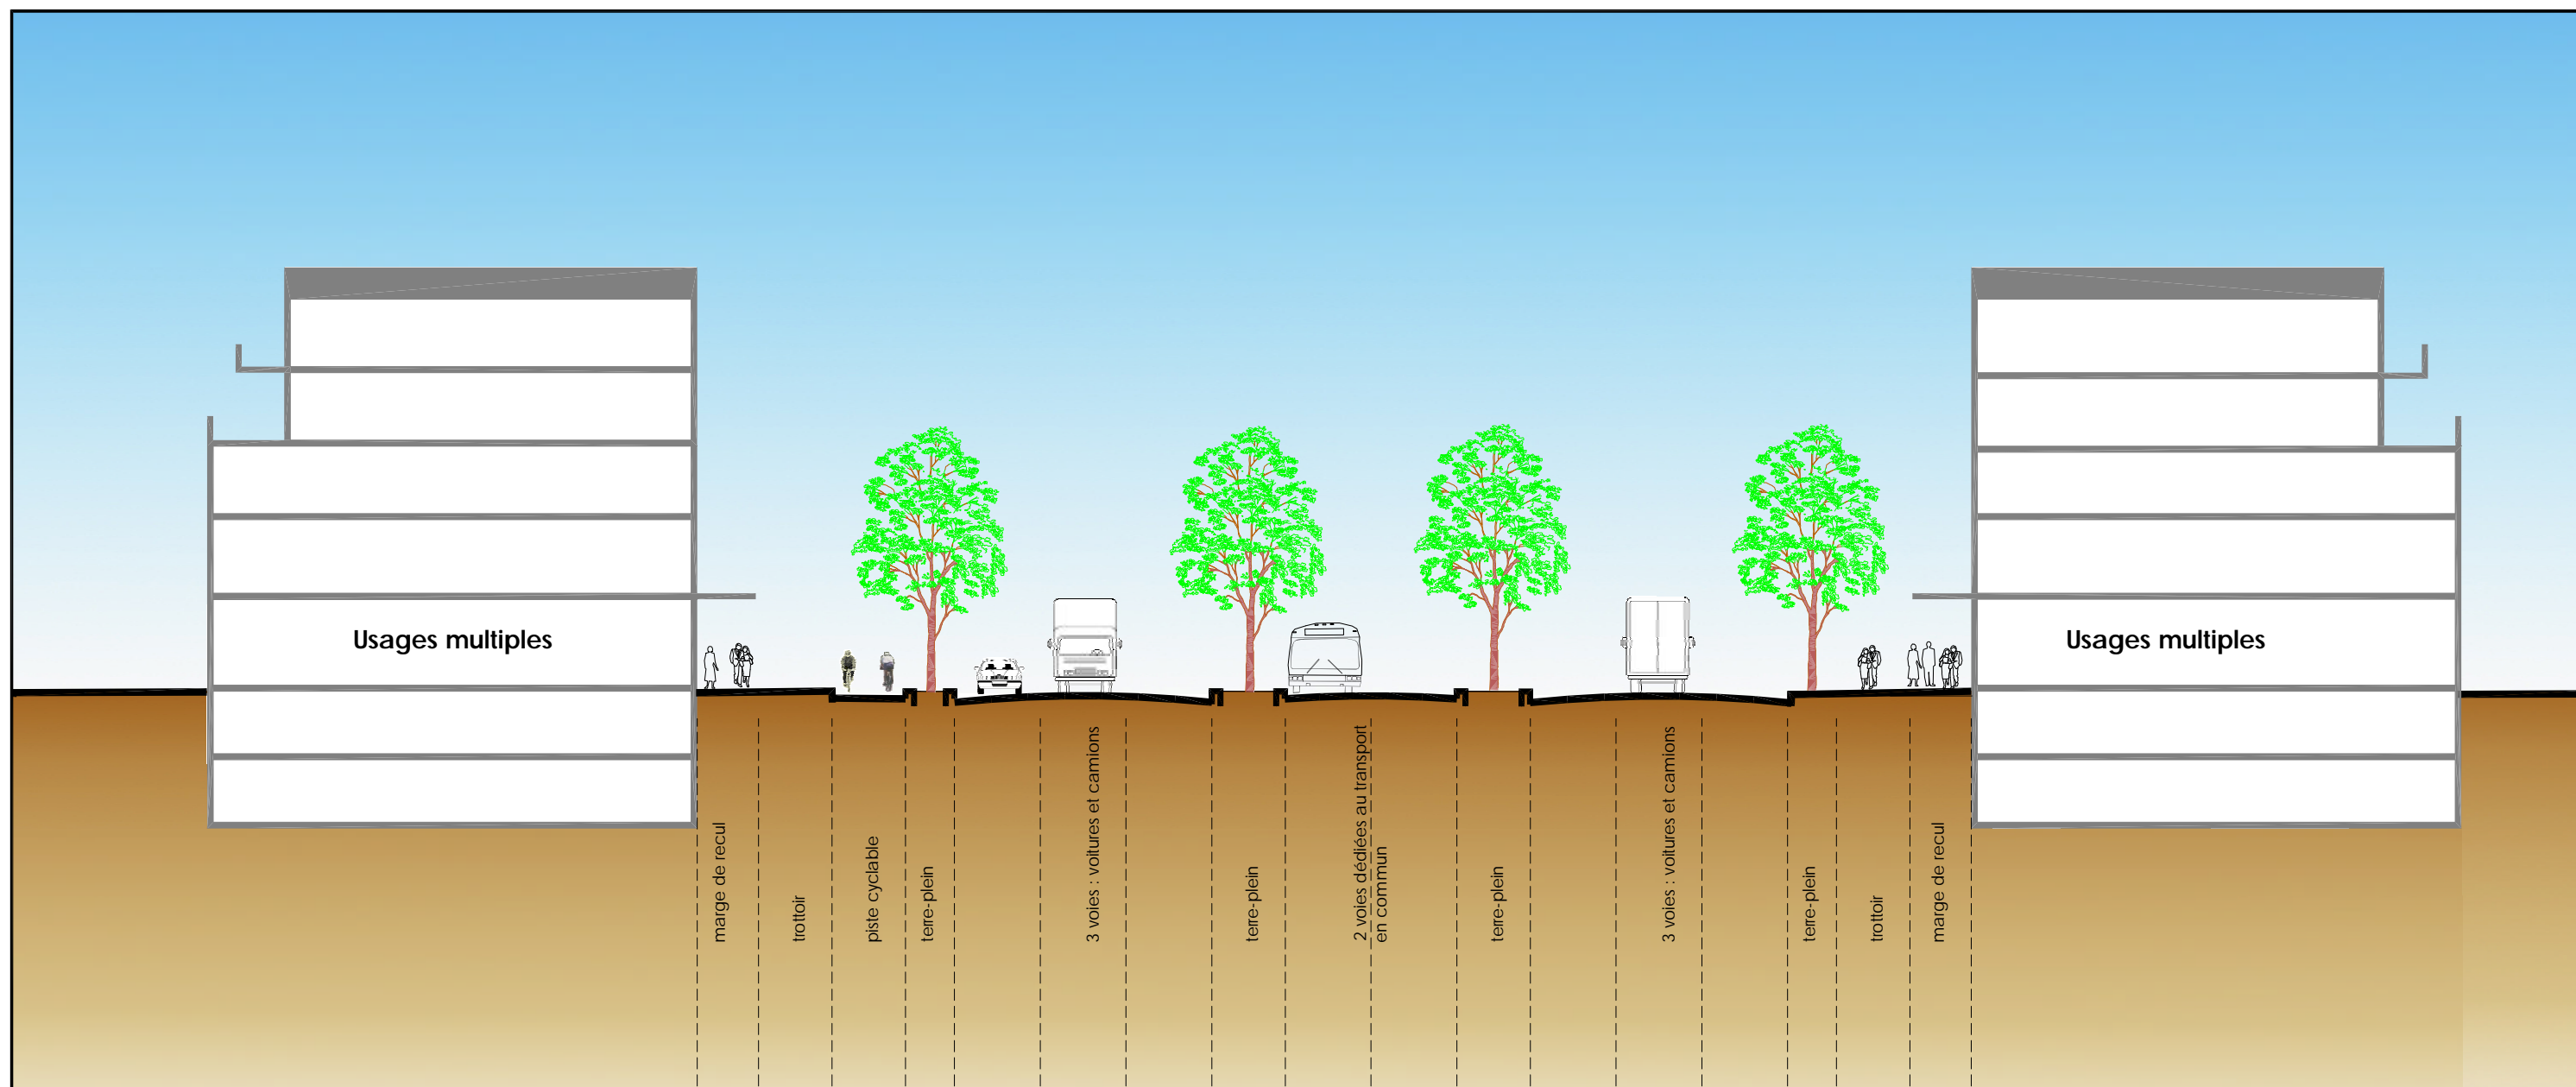 Usages multiples
Usages multiples
marge de recul
trottoir
piste cyclable
terre-plein
3 voies : voitures et camions
terre-plein
2 voies dédiées au transport
en commun
terre-plein
3 voies : voitures et camions
terre-plein
trottoir
marge de recul